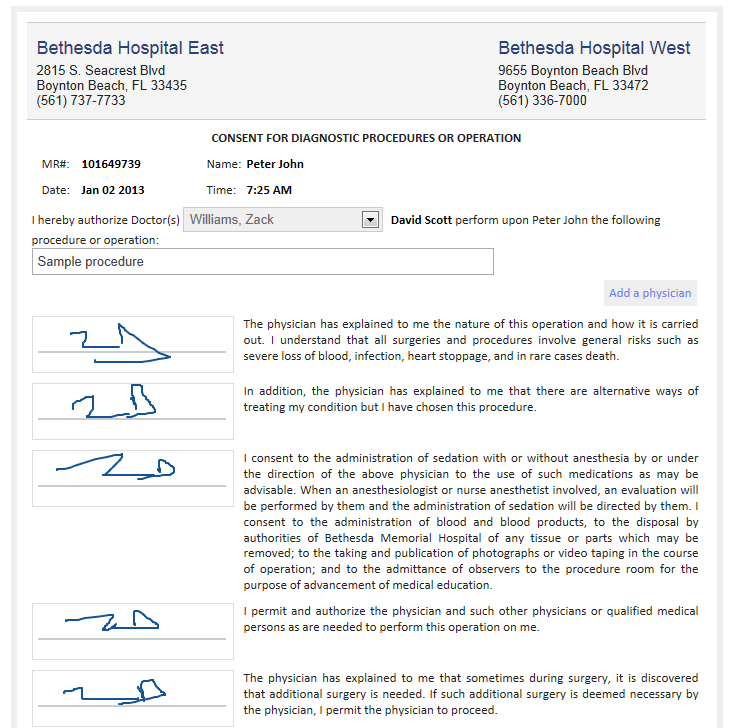 Bethesda Hospital East
2815 S. Seacrest Blvd
Boynton Beach, FL 33435
(561) 737-7733
Bethesda Hospital West
9655 Boynton Beach Blvd
Boynton Beach, FL 33472
(561) 336-7000
CONSENT FOR DIAGNOSTIC PROCEDURES OR OPERATION
MR#: 101649739 Name: Peter John
Date: Jan 02 2013 Time: 7:25 AM
I hereby authorize Doctor(s) Williams, Zack David Scott perform upon Peter John the following
procedure or operation:
Sample procedure
Add a physician
The physician has explained to me the nature of this operation and how it is carried
out. I understand that all surgeries and procedures involve general risks such as
severe loss of blood, infection, heart stoppage, and in rare cases death.
In addition, the physician has explained to me that there are alternative ways of
treating my condition but I have chosen this procedure.
I consent to the administration of sedation with or without anesthesia by or under
the direction of the above physician to the use of such medications as may be
advisable. When an anesthesiologist or nurse anesthetist involved, an evaluation will
be performed by them and the administration of sedation will be directed by them. I
consent to the administration of blood and blood products, to the disposal by
authorities of Bethesda Memorial Hospital of any tissue or parts which may be
removed; to the taking and publication of photographs or video taping in the course
of operation; and to the admittance of observers to the procedure room for the
purpose of advancement of medical education.
I permit and authorize the physician and such other physicians or qualified medical
persons as are needed to perform this operation on me.
The physician has explained to me that sometimes during surgery, it is discovered
that additional surgery is needed. If such additional surgery is deemed necessary by
the physician, I permit the physician to proceed.